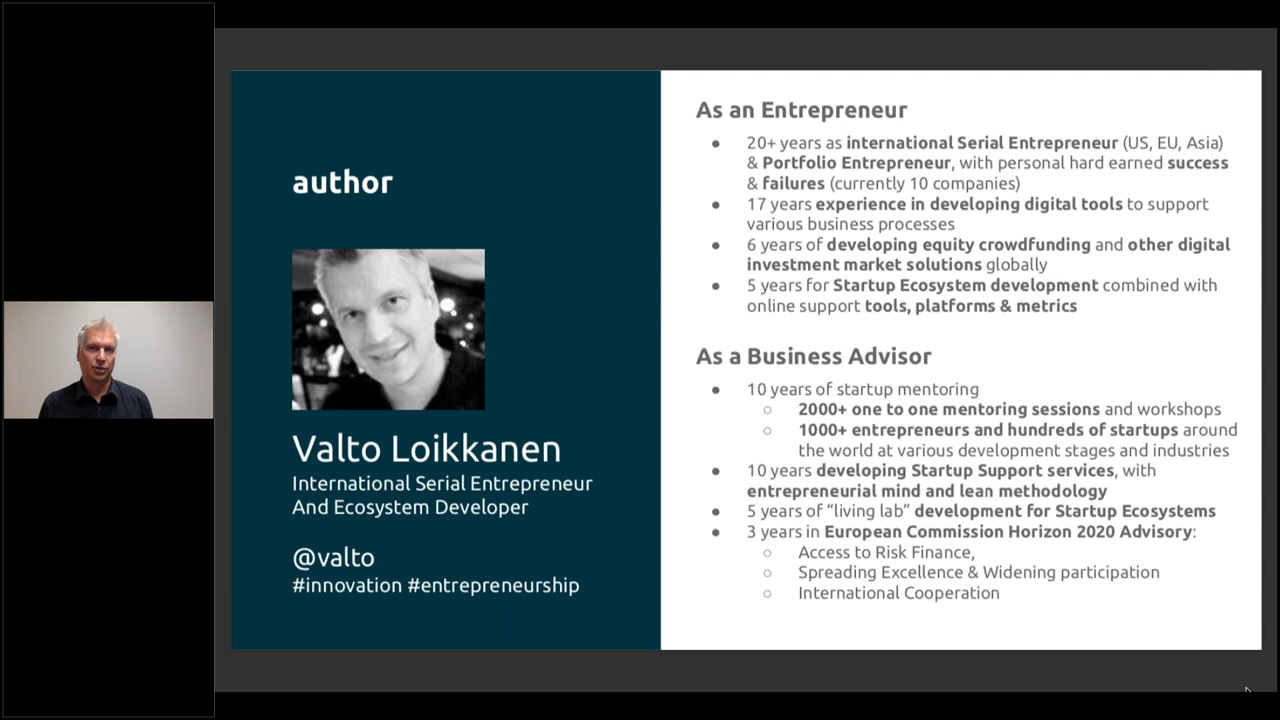 author
Valto Loikkanen
International Serial Entrepreneur
And Ecosystem Developer
@valto
#innovation #entrepreneurship
As an Entrepreneur
● 20+ years as international Serial Entrepreneur (US, EU, Asia)
& Portfolio Entrepreneur, with personal hard earned success
& failures (currently 10 companies)
● 17 years experience in developing digital tools to support
various business processes
● 6 years of developing equity crowdfunding and other digital
investment market solutions globally
● 5 years for Startup Ecosystem development combined with
online support tools, platforms & metrics
As a Business Advisor
● 10 years of startup mentoring
○ 2000+ one to one mentoring sessions and workshops
○ 1000+ entrepreneurs and hundreds of startups around
the world at various development stages and industries
● 10 years developing Startup Support services, with
entrepreneurial mind and lean methodology
● 5 years of “living lab” development for Startup Ecosystems
● 3 years in European Commission Horizon 2020 Advisory:
○ Access to Risk Finance,
○ Spreading Excellence & Widening participation
○ International Cooperation